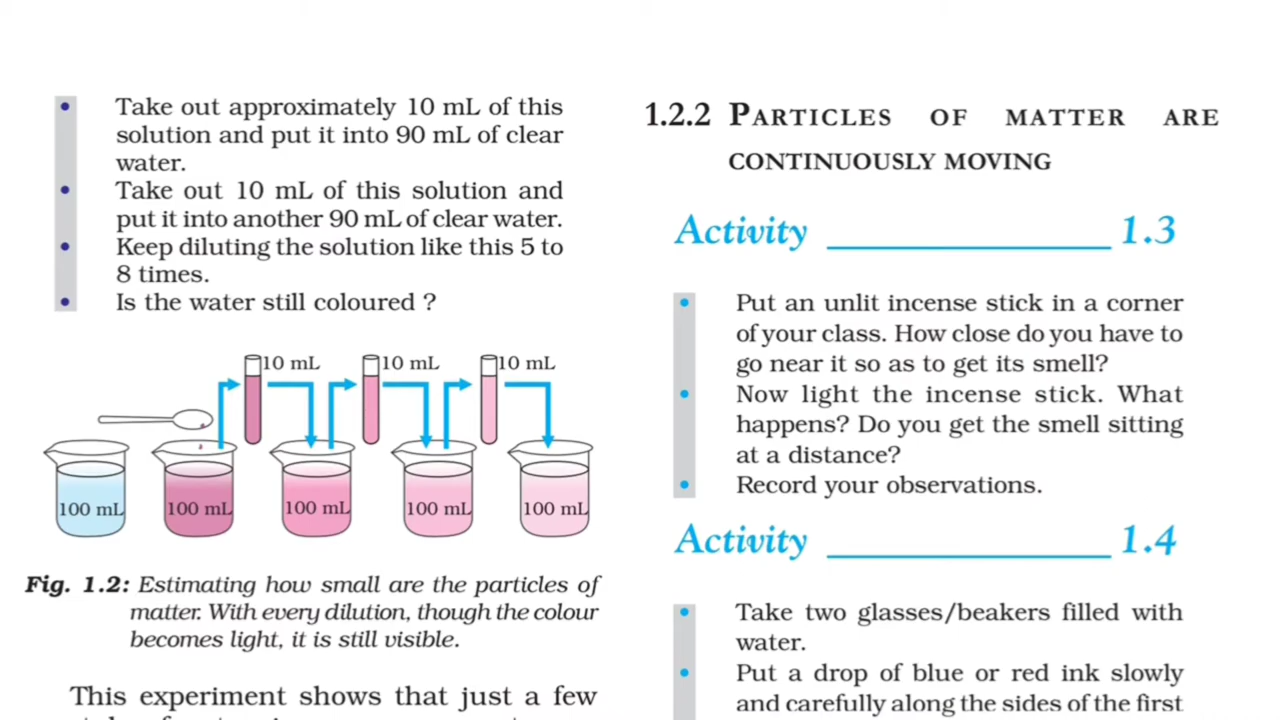 Take out approximately 10 mL of this
solution and put it into 90 mL of clear
water.
Take out 10 mL of this solution and
put it into another 90 mL of clear water.
Keep diluting the solution like this 5 to
8 times.
Is the water still coloured ?
10 mL
10 mL
10 mL
100 mL
100 mL
100 mL
100 mL
100 mL
Fig. 1.2: Estimating how small are the particles of
matter. With every dilution, though the colour
becomes light, it is still visible.
This experiment shows that just a few
1.2.2 PARTICLES OF MATTER ARE
CONTINUOUSLY MOVING
Activity 1.3
Put an unlit incense stick in a corner
of your class. How close do you have to
go near it so as to get its smell?
Now light the incense stick. What
happens? Do you get the smell sitting
at a distance?
Record your observations.
Activity 1.4
Take two glasses/beakers filled with
water.
Put a drop of blue or red ink slowly
and carefully along the sides of the first